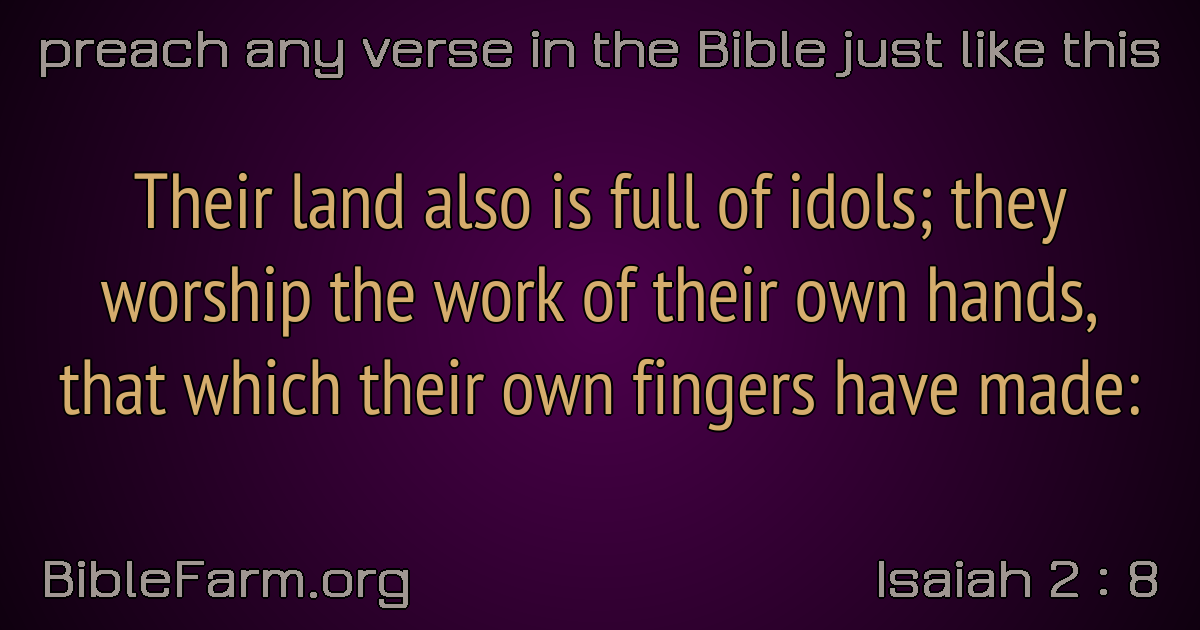 preach any verse in the Bible just like this
Their land also is full of idols; they
worship the work of their own hands,
that which their own fingers have made:
BibleFarm.org
Isaiah 2 : 8